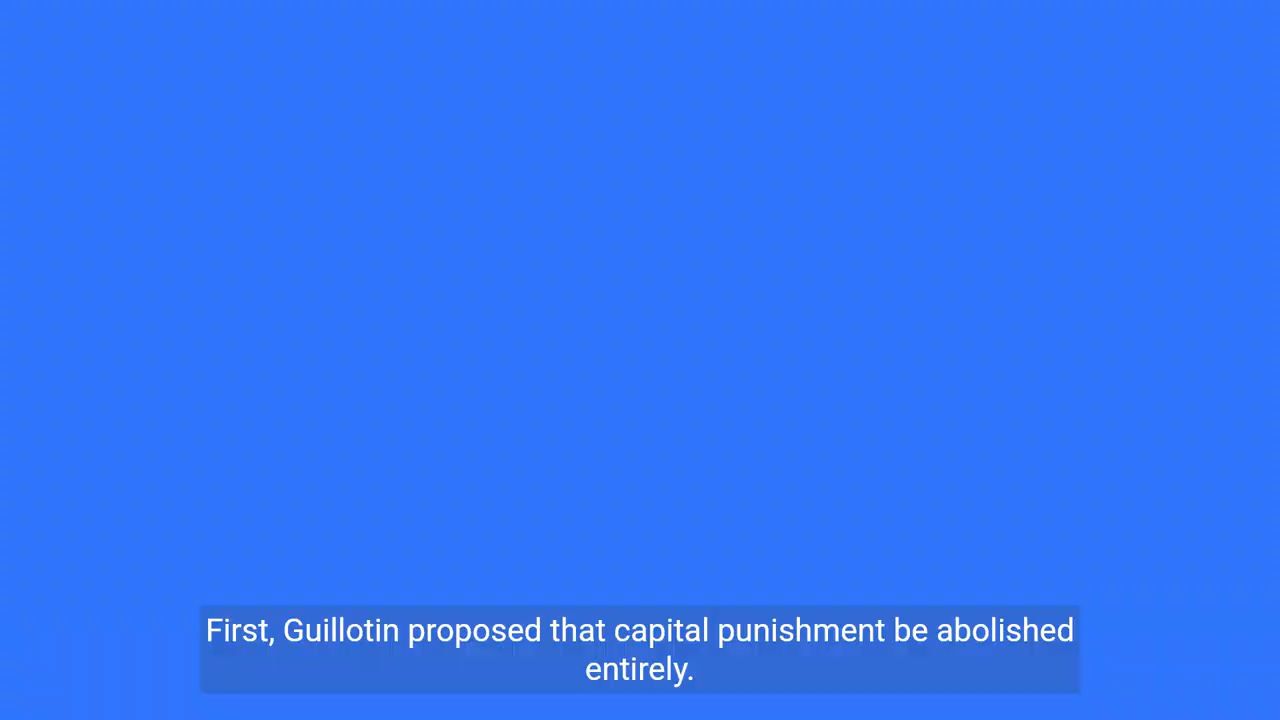 First, Guillotin proposed that capital punishment be abolished
entirely.